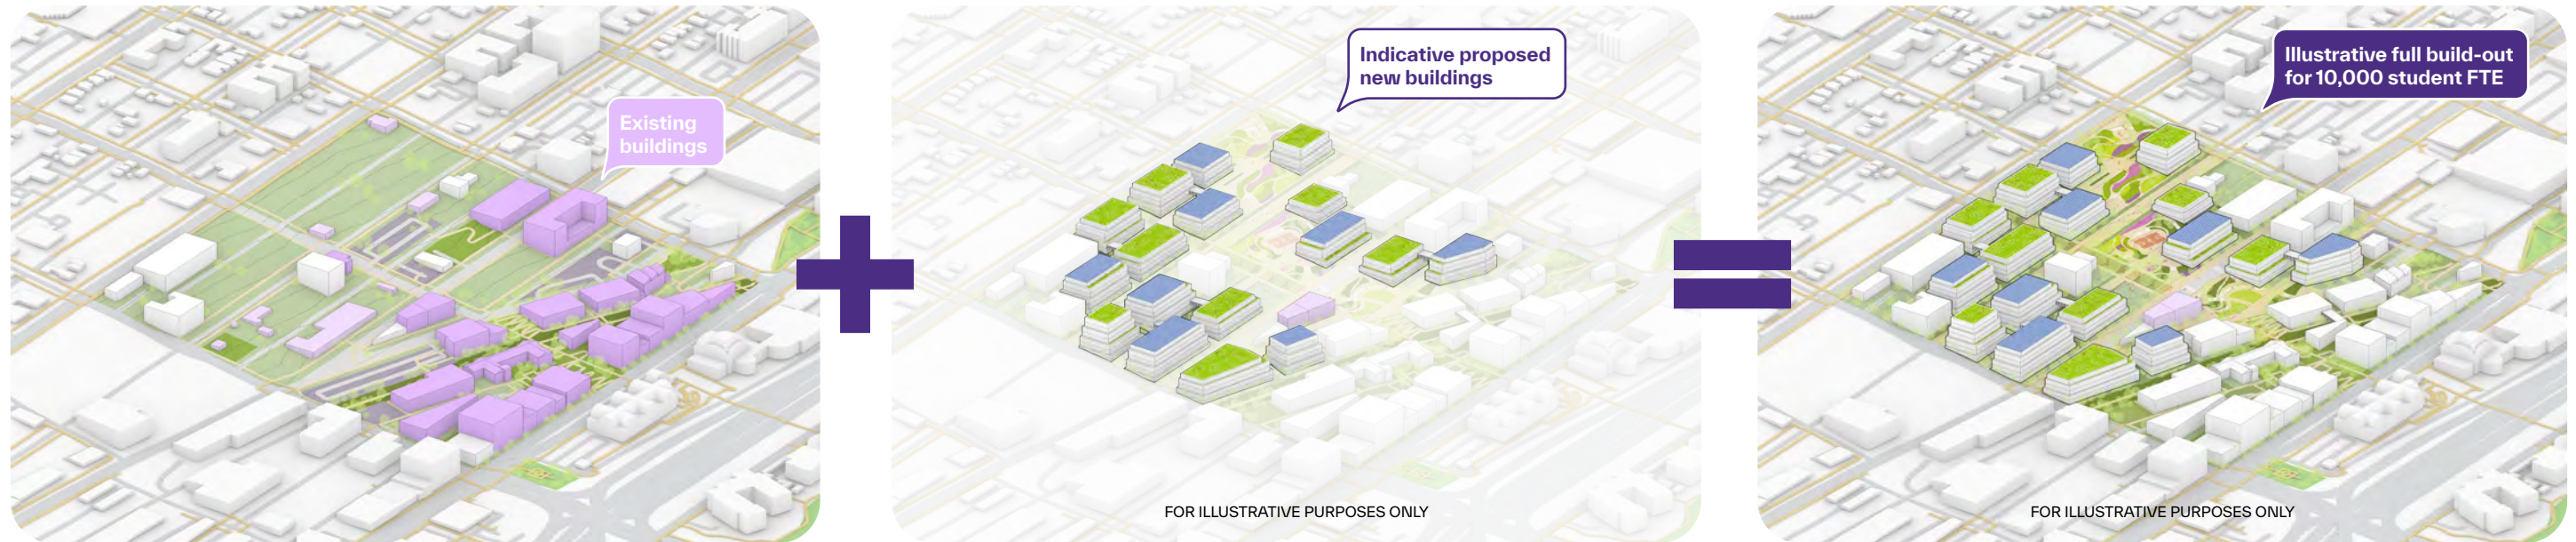 Existing
buildings
Indicative proposed
new buildings
Illustrative full build-out
for 10,000 student FTE
FOR ILLUSTRATIVE PURPOSES ONLY
FOR ILLUSTRATIVE PURPOSES ONLY